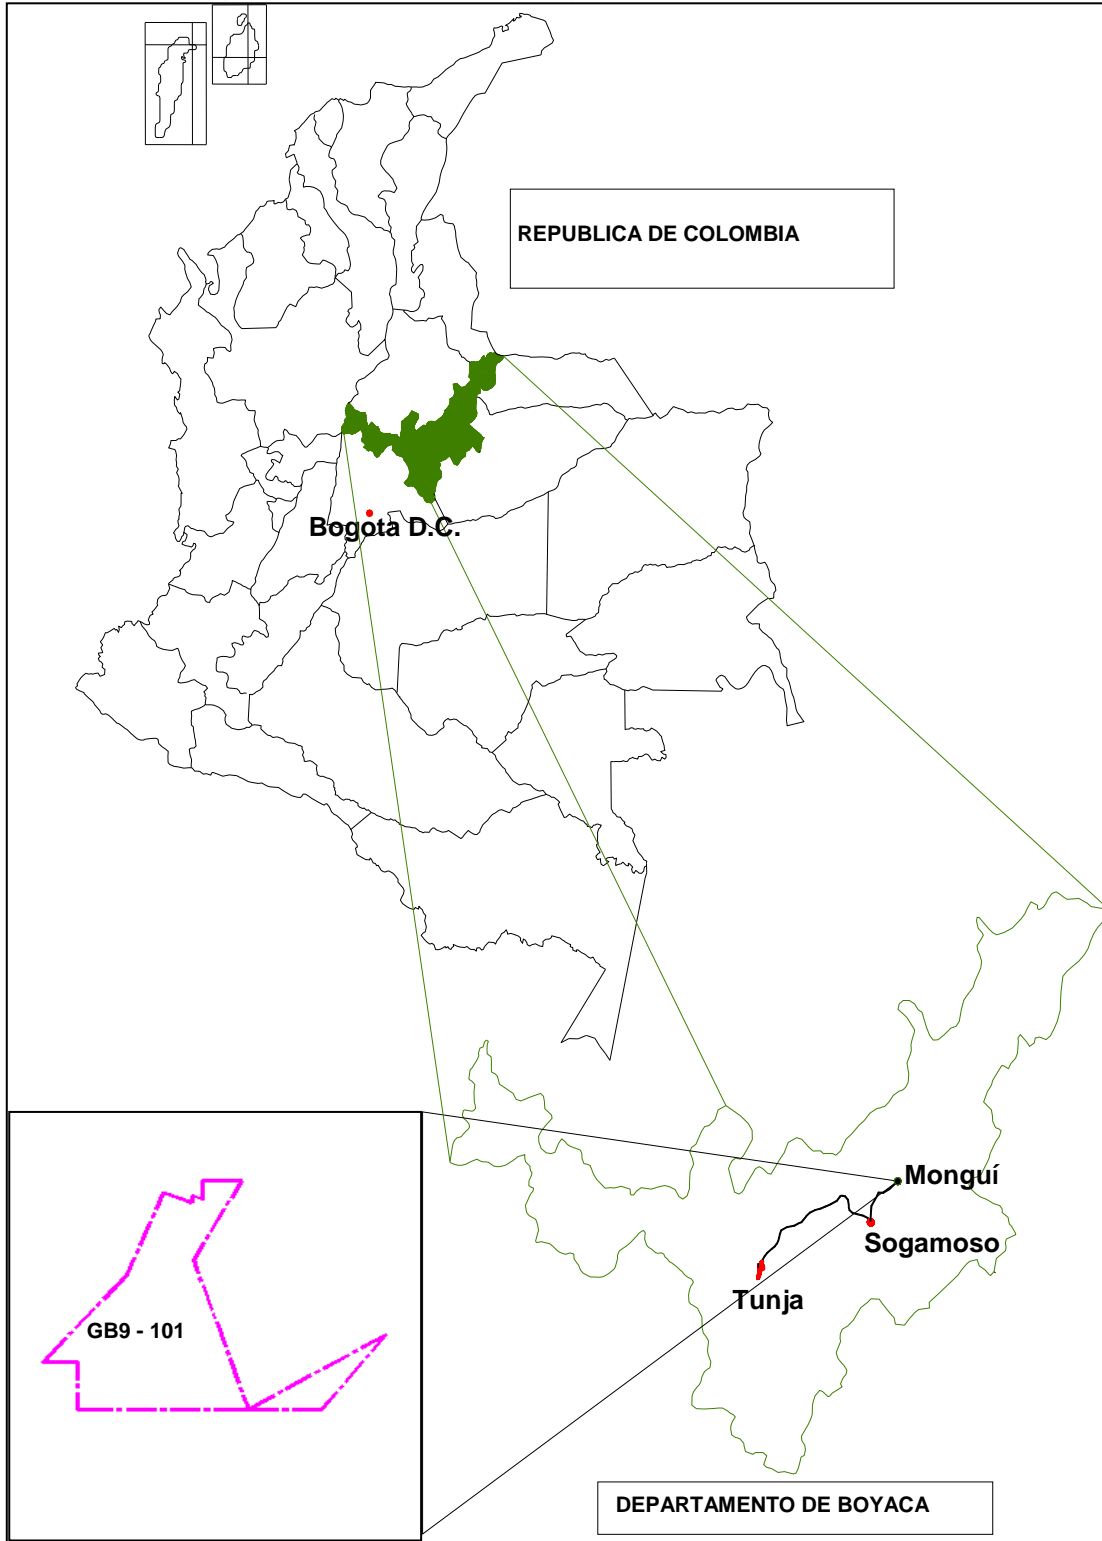 REPUBLICA DE COLOMBIA
Bogota D.C.
Monguí
Sogamoso
Tunja
GB9 - 101
DEPARTAMENTO DE BOYACA